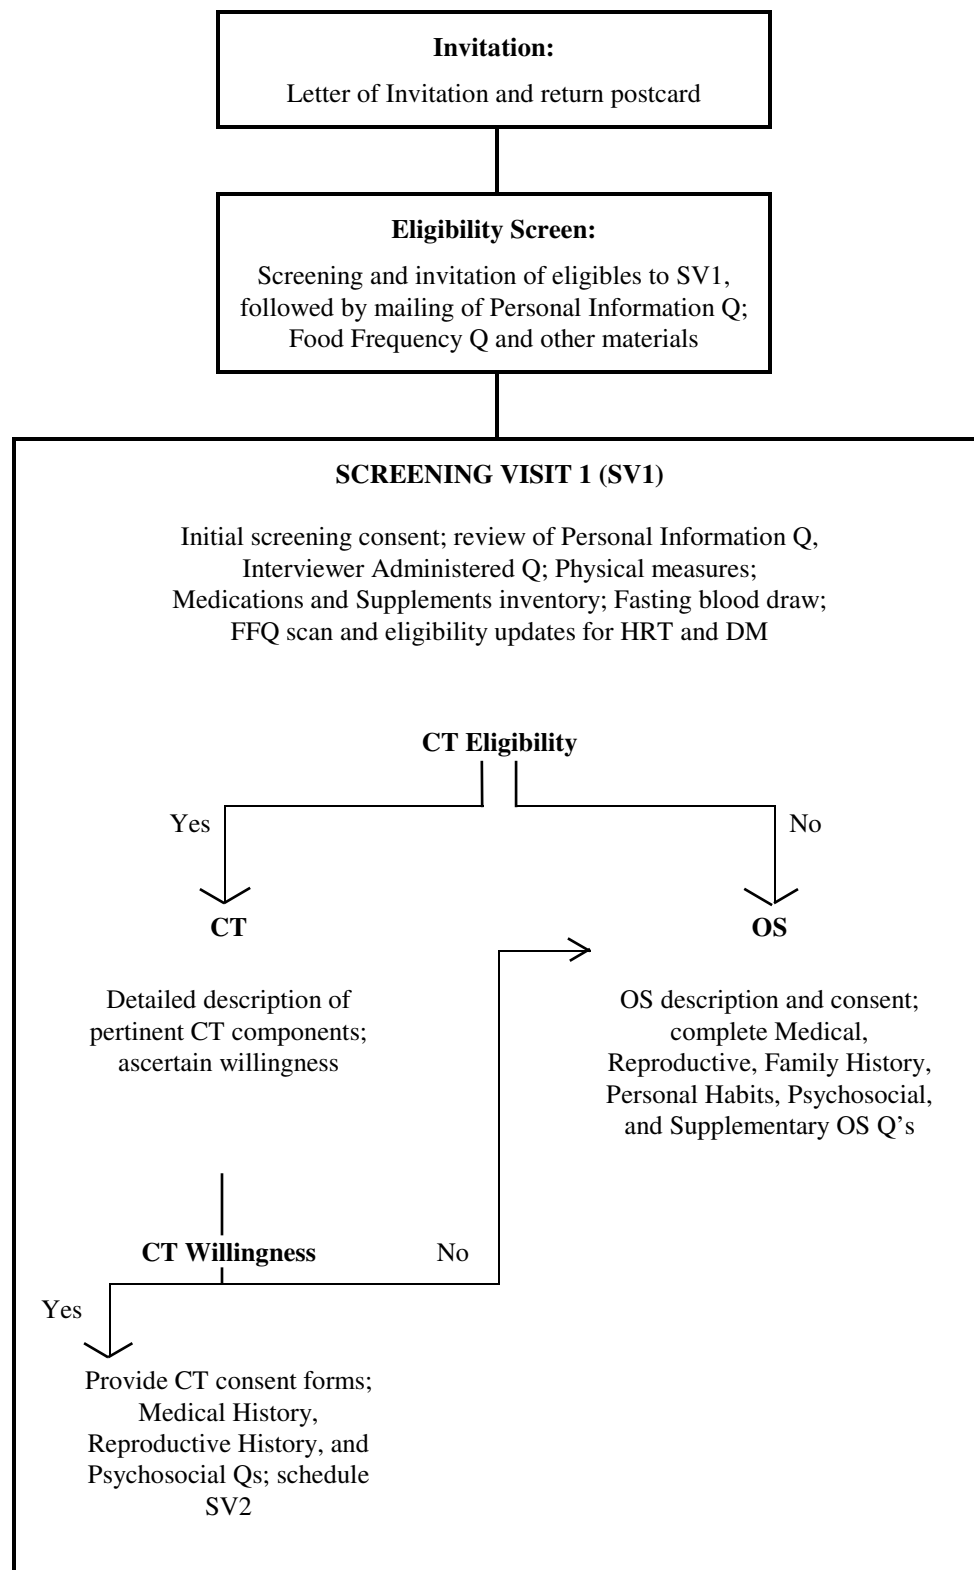 Invitation:
Letter of Invitation and return postcard
Eligibility Screen:
Screening and invitation of eligibles to SV1,
followed by mailing of Personal Information Q;
Food Frequency Q and other materials
SCREENING VISIT 1 (SV1)
Initial screening consent; review of Personal Information Q,
Interviewer Administered Q; Physical measures;
Medications and Supplements inventory; Fasting blood draw;
FFQ scan and eligibility updates for HRT and DM
CT Eligibility
Yes
No
CT
OS
Detailed description of
pertinent CT components;
ascertain willingness
OS description and consent;
complete Medical,
Reproductive, Family History,
Personal Habits, Psychosocial,
and Supplementary OS Q’s
CT Willingness
No
Yes
Provide CT consent forms;
Medical History,
Reproductive History, and
Psychosocial Qs; schedule
SV2